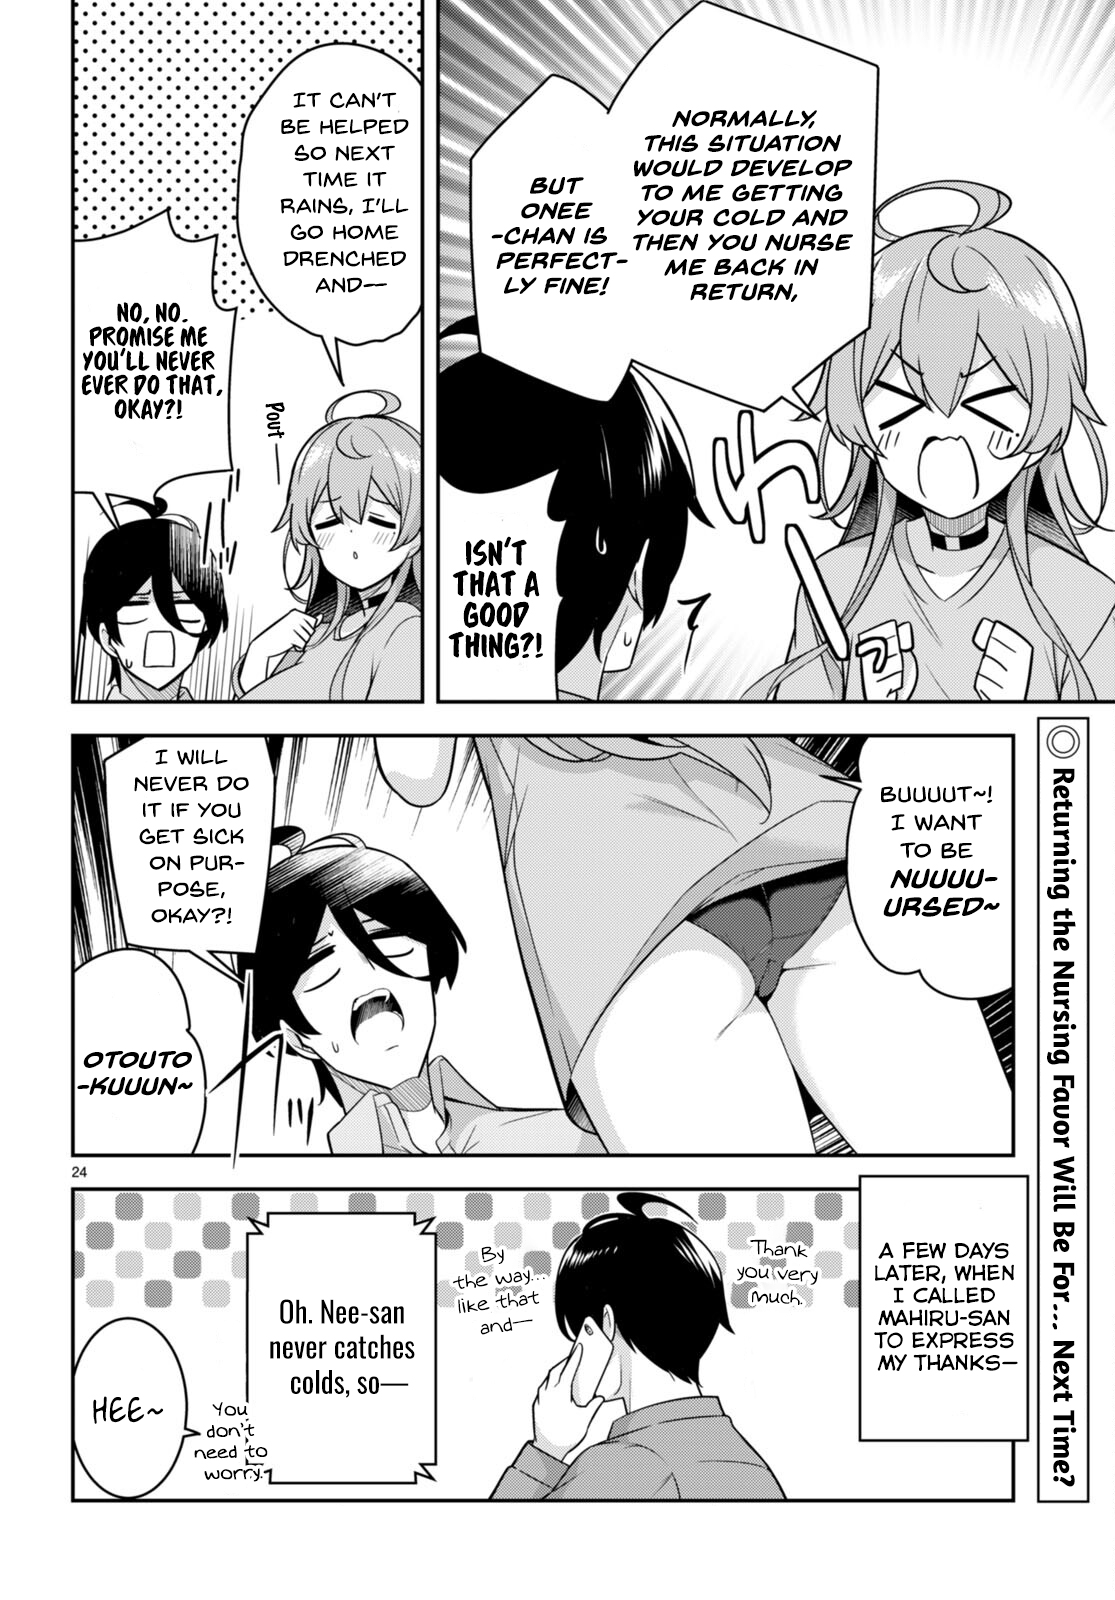 NORMALLY,
THIS SITUATION
WOULD DEVELOP
TO ME GETTING
YOUR COLD AND
THEN YOU NURSE
ME BACK IN
RETURN,
BUT
ONEE
-CHAN IS
PERFECT-
LY FINE!
びぃっ
ISN'T
THAT A
GOOD
THING?!
IT CAN'T
BE HELPED
SO NEXT
TIME IT
RAINS, I'LL
GO HOME
DRENCHED
AND—
Pout —
NO, NO.
PROMISE ME
YOU'LL NEVER
EVER DO THAT,
OKAY?!
BUUUUT~!
I WANT
TO BE
NUUUU-
URSED~
I WILL
NEVER DO
IT IF YOU
GET SICK
ON PUR-
POSE,
OKAY?!
OTOUTO
-KUUUN~
24
A FEW DAYS
LATER, WHEN
I CALLED
MAHIRU-SAN
TO EXPRESS
MY THANKS—
Thank
you very
much.
By
the way...
like that
and—
Oh. Nee-san
never catches
colds, so—
You
don't
need to
worry.
HEE~
◎ Returning the Nursing Favor Will Be For... Next Time?